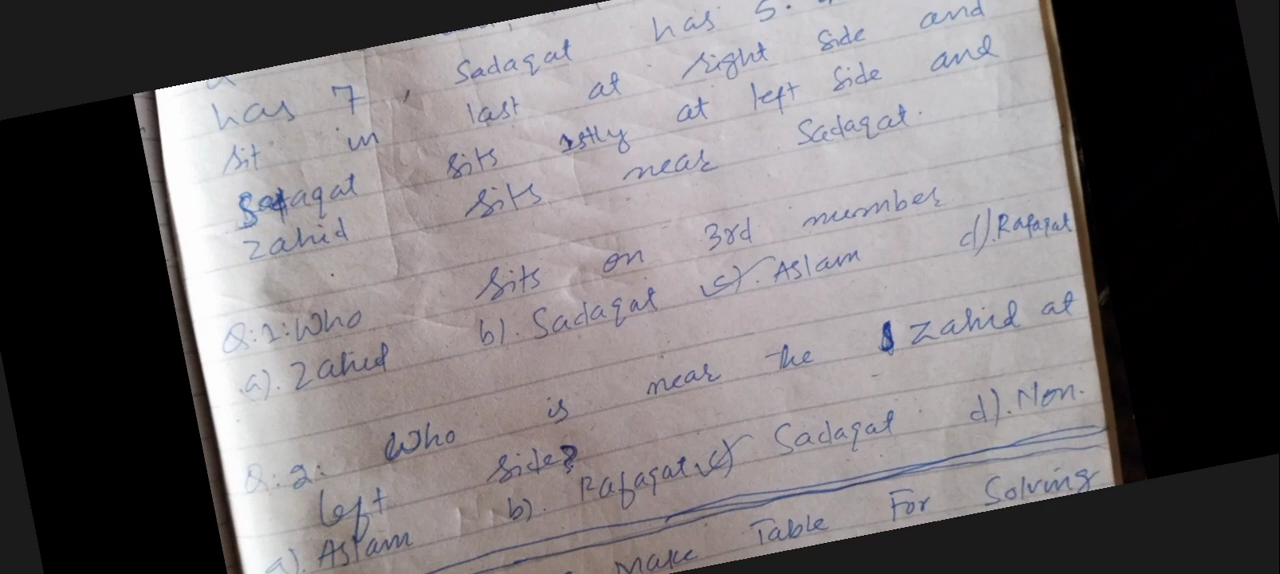 has 7, Sadaqat has 5.
sit in last at right side and
Sadaqat sits 1stly at left side and
Zahid sits near Sadaqat.
Q:1: Who sits on 3rd number
a). Zahid b). Sadaqat c). Aslam d). Rafaqat
Q:2: Who is near the Zahid at
left side?
a). Aslam b). Rafaqat c) Sadaqat d). Non.
Make Table For Solving